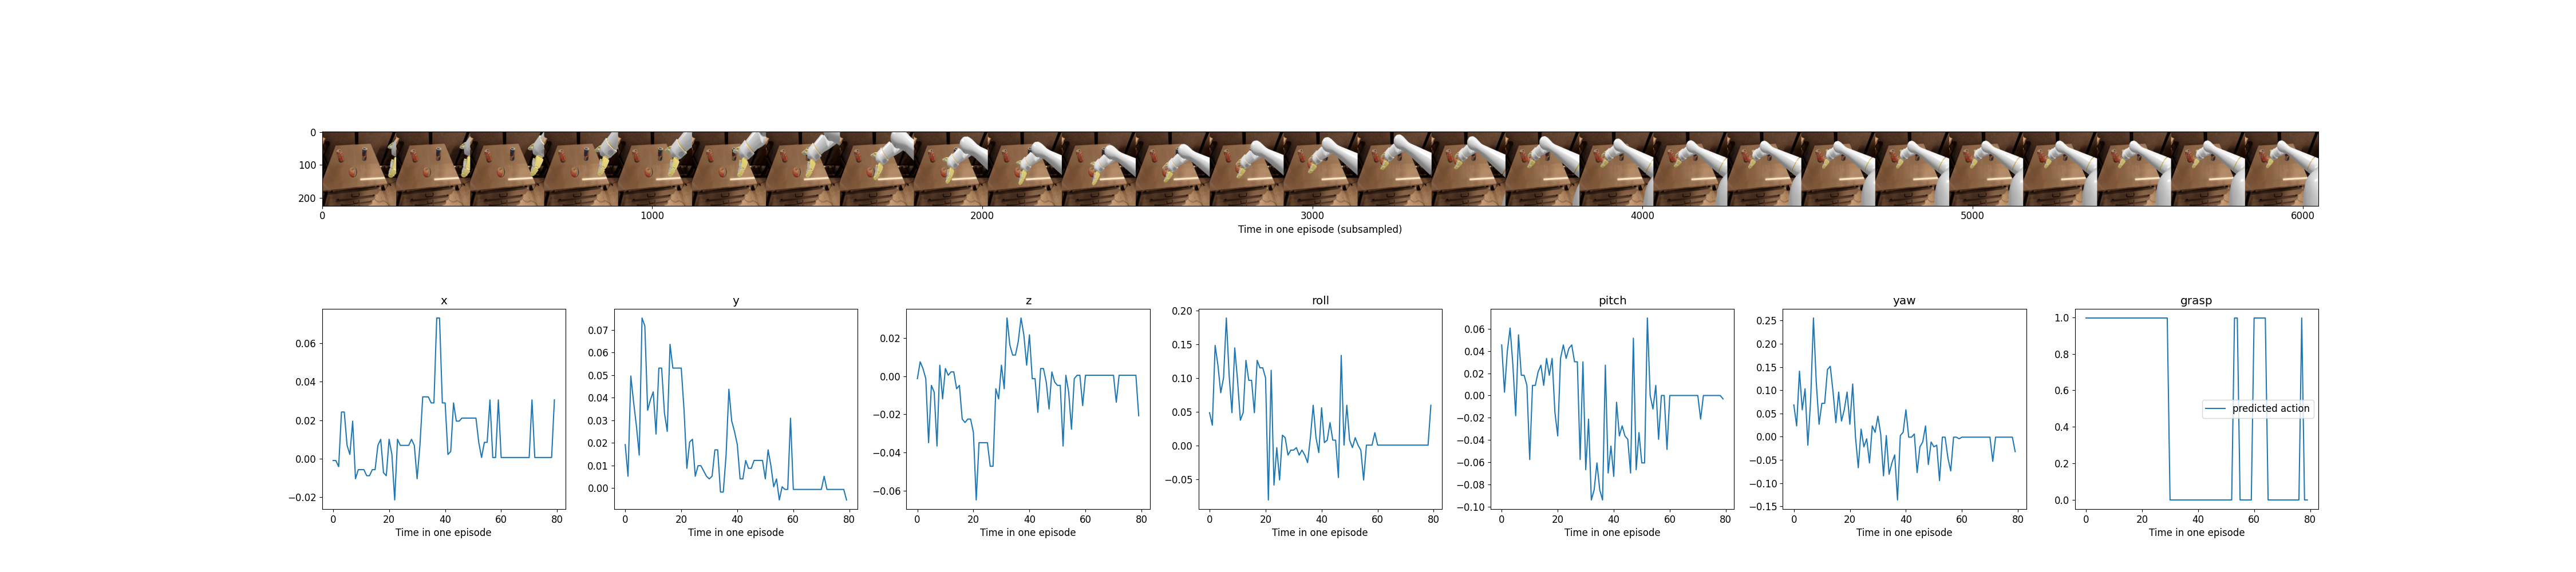 0
100
200
0 1000 2000 3000 4000 5000 6000
Time in one episode (subsampled)
x
0.06
0.04
0.02
0.00
−0.02
0 20 40 60 80
Time in one episode
y
0.07
0.06
0.05
0.04
0.03
0.02
0.01
0.00
0 20 40 60 80
Time in one episode
z
0.02
0.00
−0.02
−0.04
−0.06
0 20 40 60 80
Time in one episode
roll
0.20
0.15
0.10
0.05
0.00
−0.05
0 20 40 60 80
Time in one episode
pitch
0.06
0.04
0.02
0.00
−0.02
−0.04
−0.06
−0.08
−0.10
0 20 40 60 80
Time in one episode
yaw
0.25
0.20
0.15
0.10
0.05
0.00
−0.05
−0.10
−0.15
0 20 40 60 80
Time in one episode
grasp
1.0
0.8
0.6
0.4
0.2
0.0
predicted action
0 20 40 60 80
Time in one episode